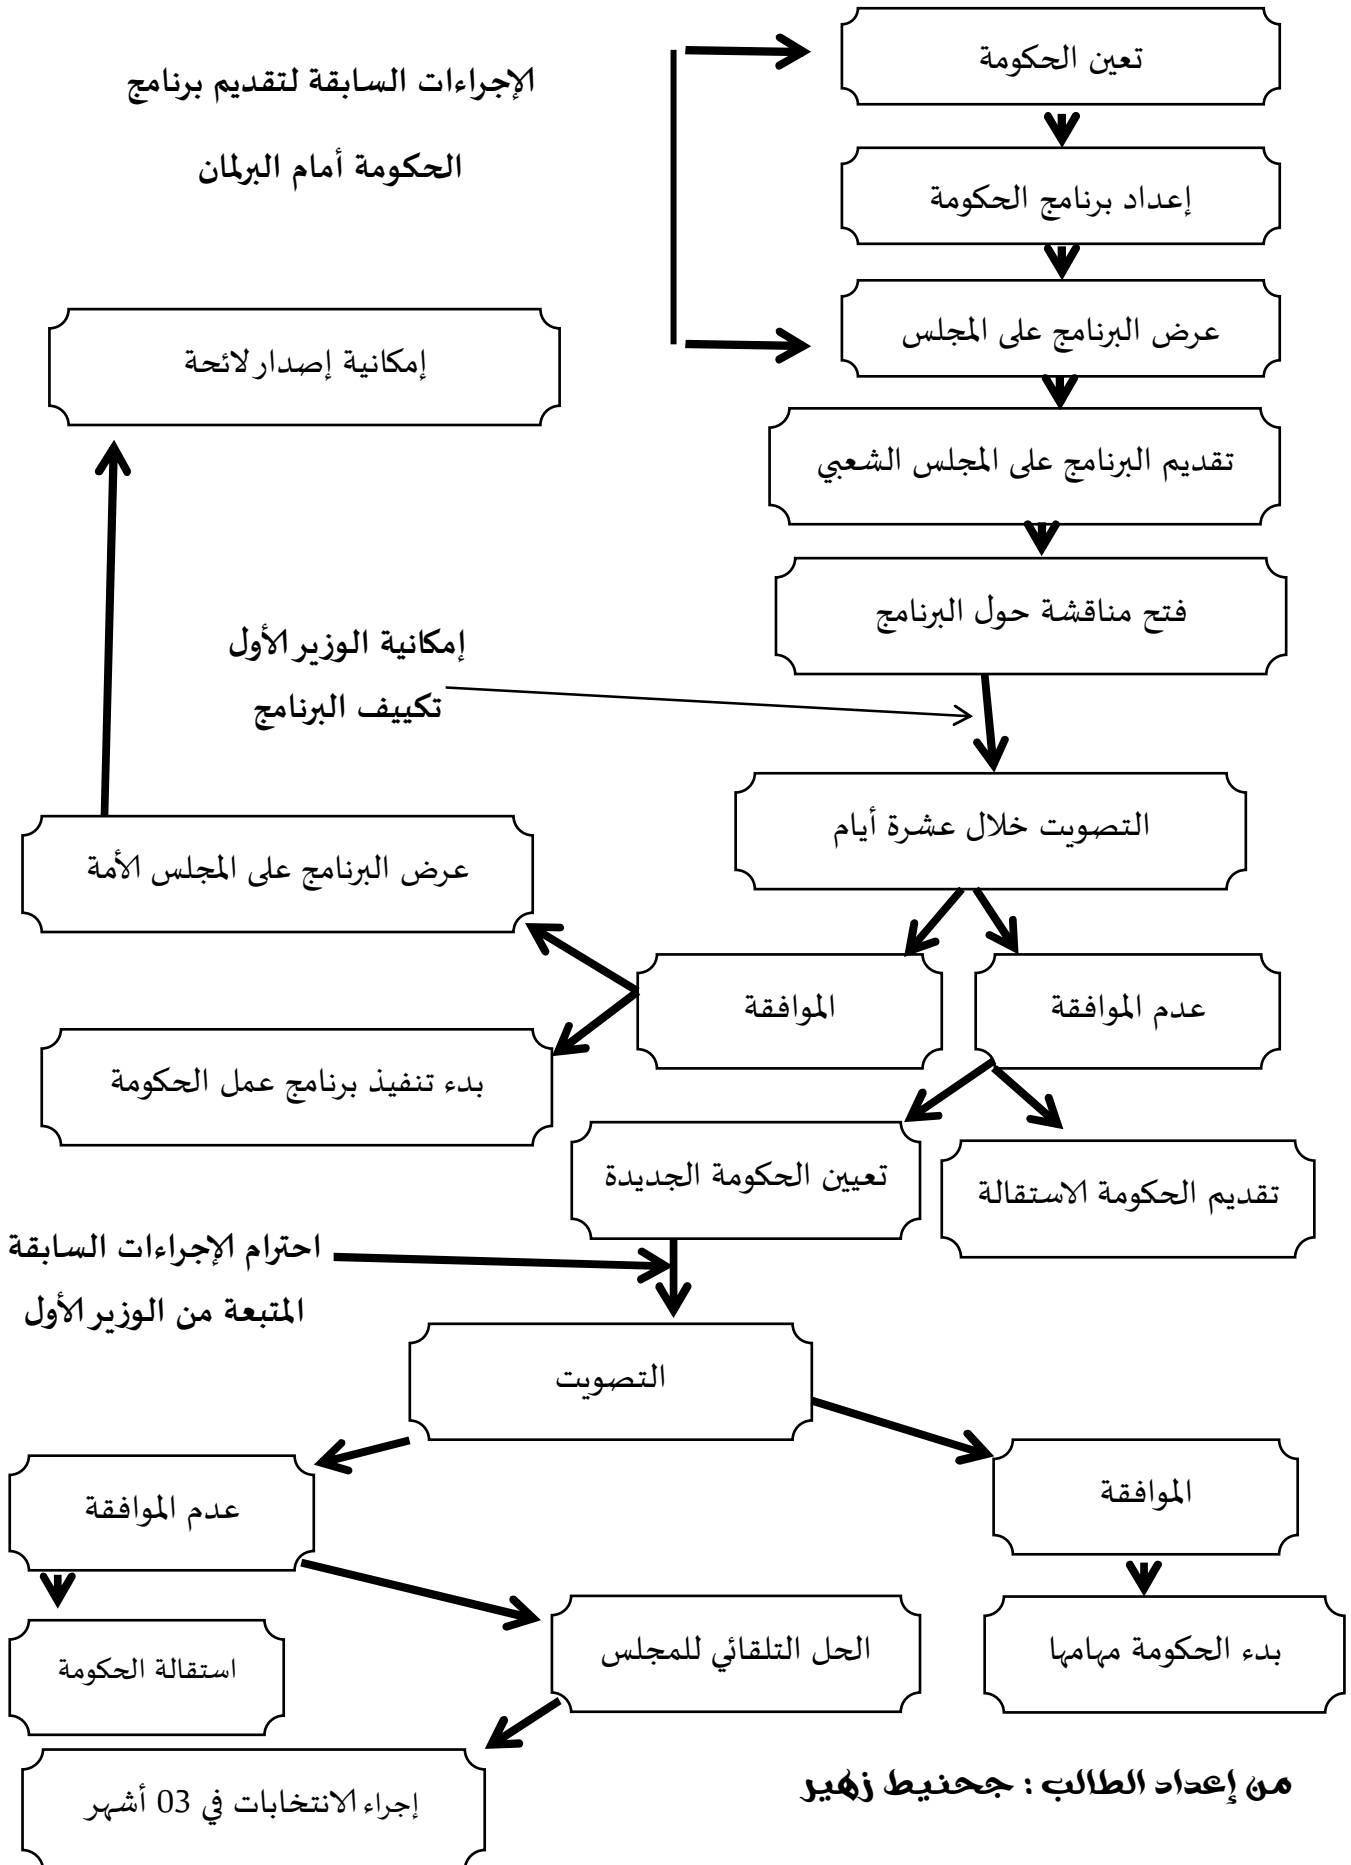 تعين الحكومة
الإجراءات السابقة لتقديم برنامج
الحكومة أمام البرلمان
إعداد برنامج الحكومة
عرض البرنامج على المجلس
إمكانية إصدار لائحة
تقديم البرنامج على المجلس الشعبي
فتح مناقشة حول البرنامج
إمكانية الوزير الأول
تكييف البرنامج
التصويت خلال عشرة أيام
عرض البرنامج على المجلس الأمة
عدم الموافقة
الموافقة
بدء تنفيذ برنامج عمل الحكومة
تعيين الحكومة الجديدة
تقديم الحكومة الاستقالة
احترام الإجراءات السابقة
المتبعة من الوزير الأول
التصويت
الموافقة
عدم الموافقة
بدء الحكومة مهامها
الحل التلقائي للمجلس
استقالة الحكومة
إجراء الانتخابات في 03 أشهر
من إعداد الطالب : جحنيط زهير